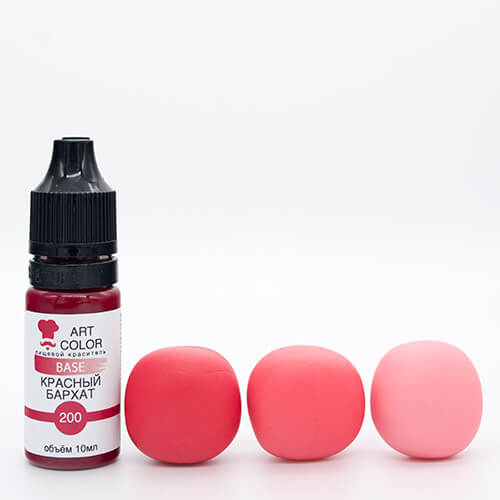 ART
COLOR
пищевой краситель
BASE
КРАСНЫЙ
БАРХАТ
200
объём 10мл